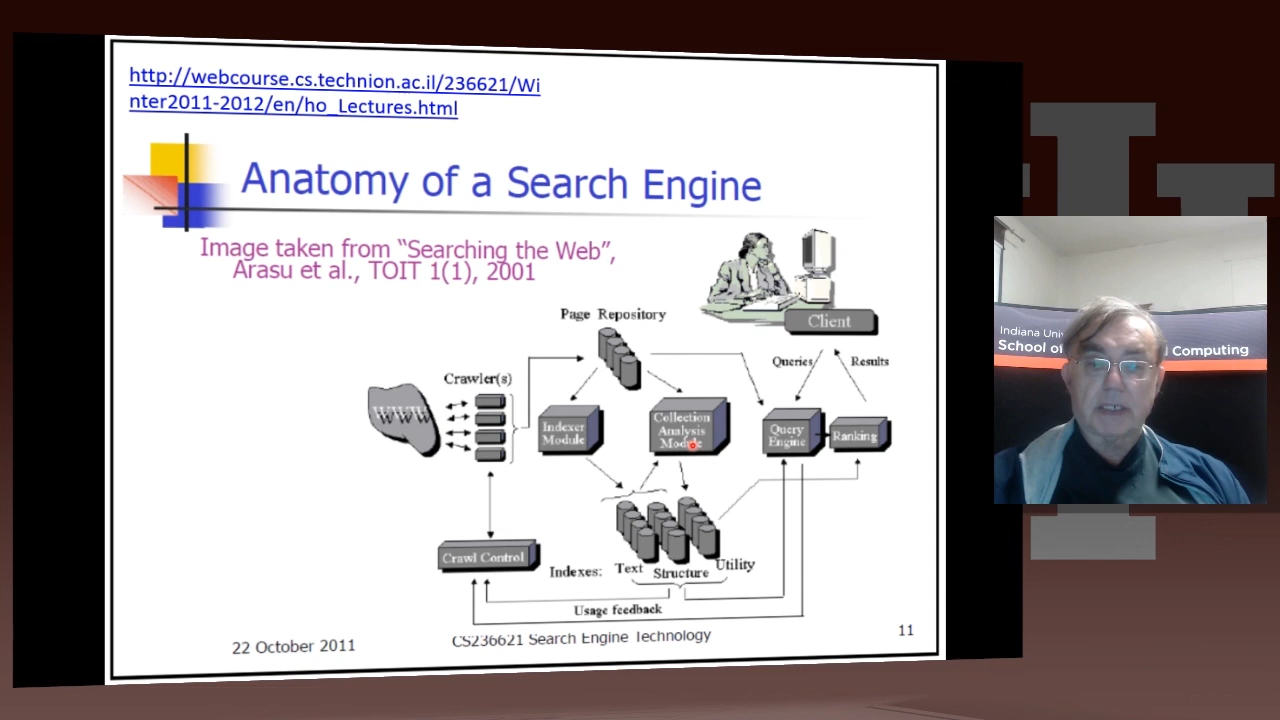 http://webcourse.cs.technion.ac.il/236621/Wi
nter2011-2012/en/ho_Lectures.html
Anatomy of a Search Engine
Image taken from “Searching the Web”,
Arasu et al., TOIT 1(1), 2001
Page Repository
Client
Queries
Results
Crawler(s)
WWW
Indexer
Module
Collection
Analysis
Module
Query
Engine
Ranking
Crawl Control
Indexes:
Text
Structure
Utility
Usage feedback
22 October 2011
CS236621 Search Engine Technology
11
Indiana
School of
Computing